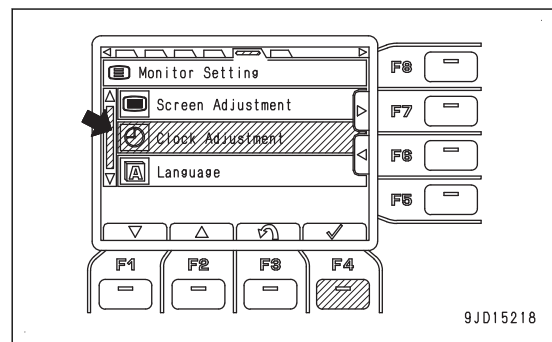 Monitor Setting
F8
Screen Adjustment
F7
Clock Adjustment
F6
A Language
F5
F1 F2 F3 F4
9JD15218